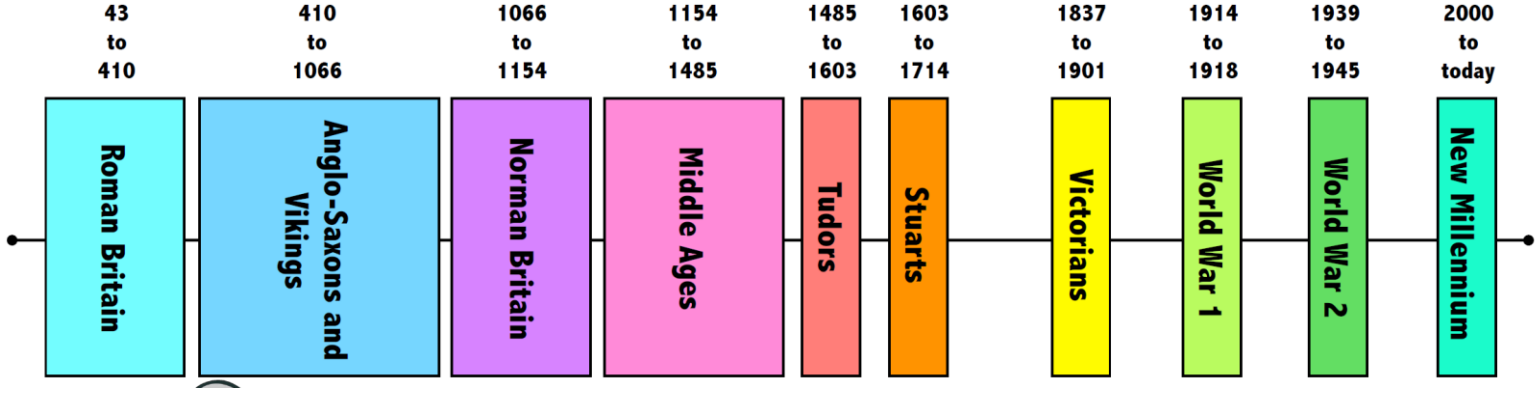 43
to
410
410
to
1066
1066
to
1154
1154
to
1485
1485
to
1603
1603
to
1714
1837
to
1901
1914
to
1918
1939
to
1945
2000
to
today
Roman Britain
Anglo-Saxons and
Vikings
Norman Britain
Middle Ages
Tudors
Stuarts
Victorians
World War 1
World War 2
New Millennium